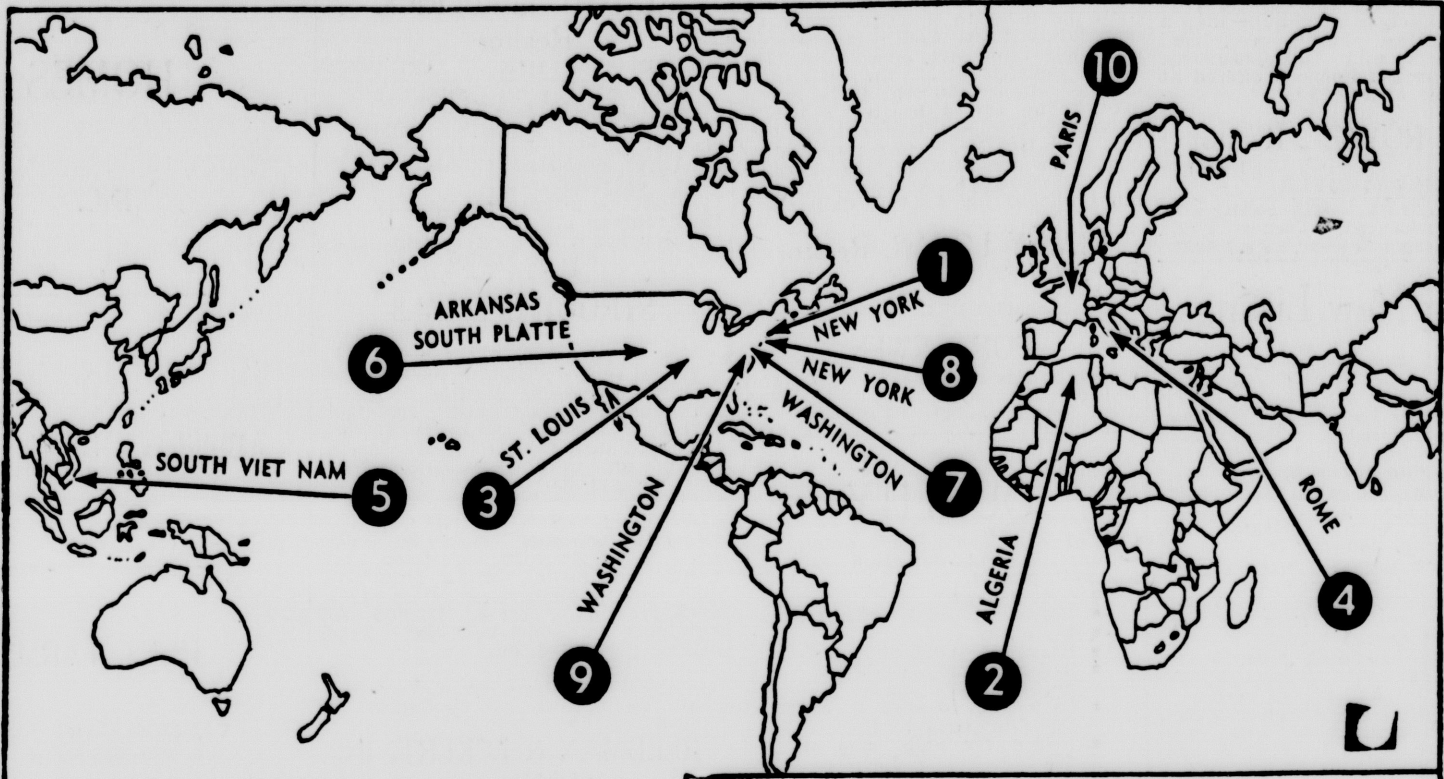 10
PARIS
1
NEW YORK
ARKANSAS
SOUTH PLATTE
6
8
NEW YORK
WASHINGTON
ST. LOUIS
3
SOUTH VIET NAM
5
7
WASHINGTON
9
ALGERIA
2
ROME
4